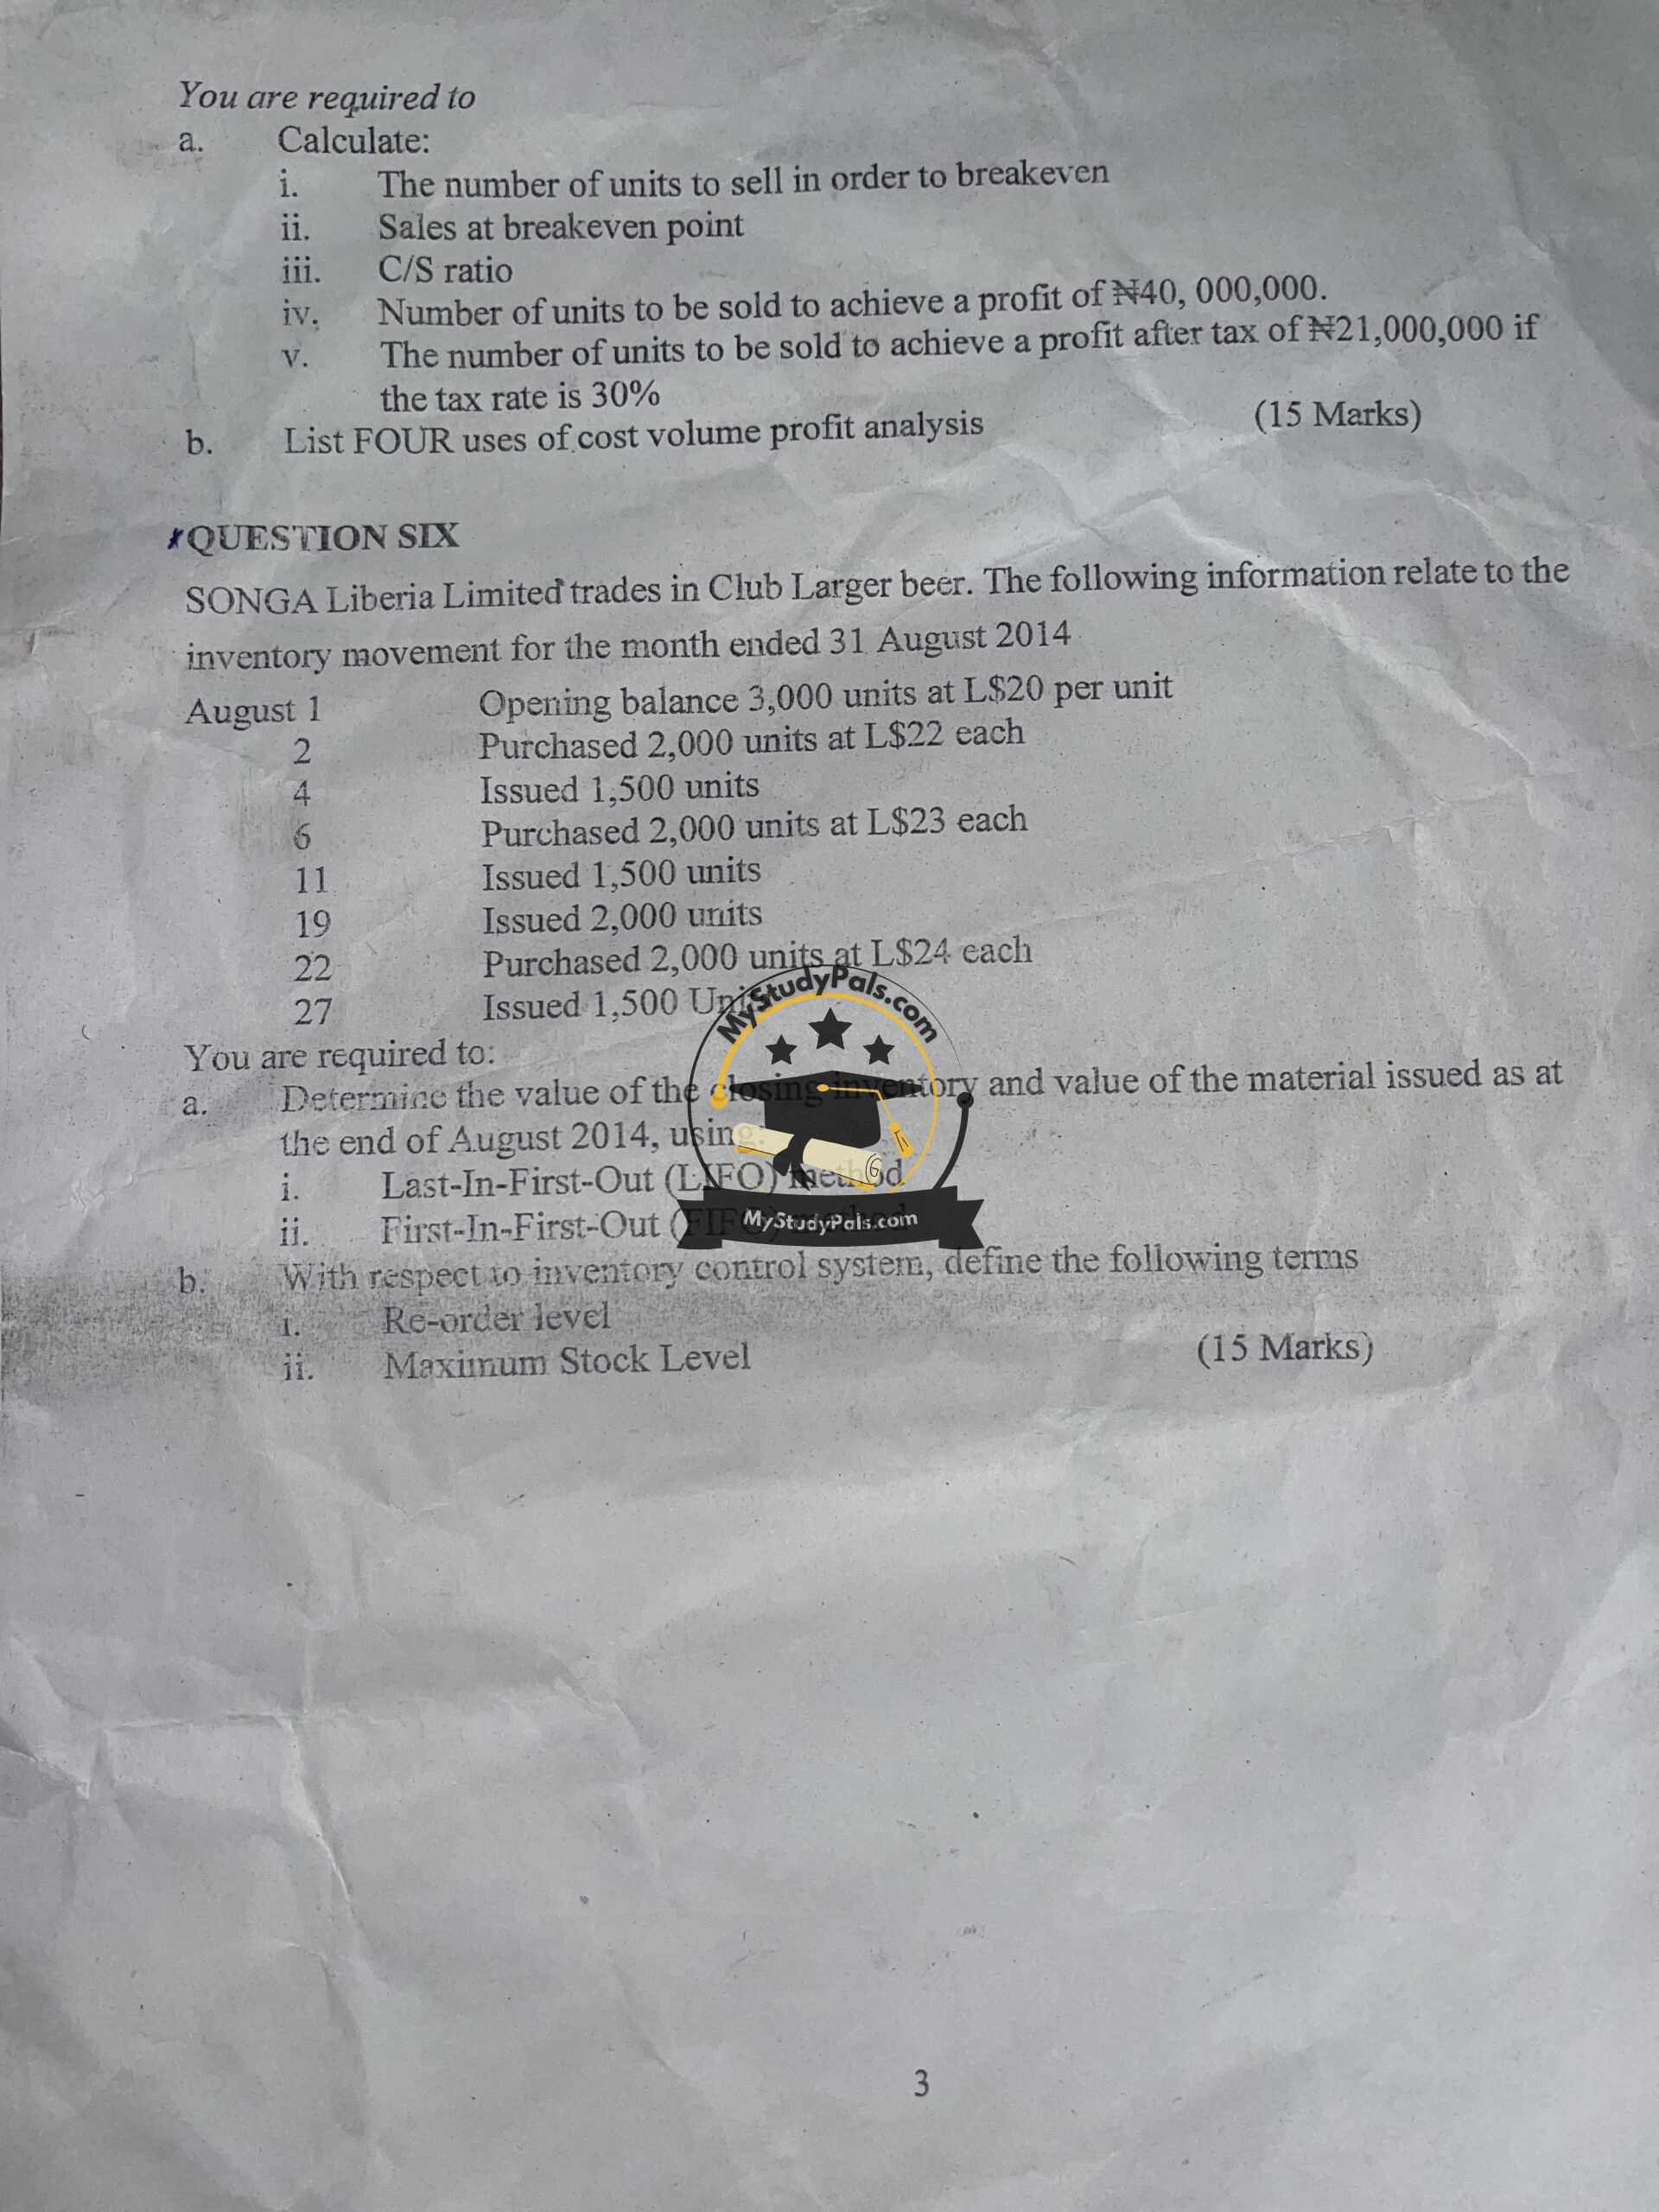 You are required to
a. Calculate:
i. The number of units to sell in order to breakeven
ii. Sales at breakeven point
iii. C/S ratio
iv. Number of units to be sold to achieve a profit of ₦40, 000,000.
v. The number of units to be sold to achieve a profit after tax of ₦21,000,000 if
the tax rate is 30%
b. List FOUR uses of cost volume profit analysis (15 Marks)
QUESTION SIX
SONGA Liberia Limited trades in Club Larger beer. The following information relate to the
inventory movement for the month ended 31 August 2014
August 1 Opening balance 3,000 units at L$20 per unit
2 Purchased 2,000 units at L$22 each
4 Issued 1,500 units
6 Purchased 2,000 units at L$23 each
11 Issued 1,500 units
19 Issued 2,000 units
22 Purchased 2,000 units at L$24 each
27 Issued 1,500
MyStudyPals.com
You are required to:
a. Determine the value of the closing inventory and value of the material issued as at
the end of August 2014, using:
i. Last-In-First-Out (LIFO) method
MyStudyPals.com
ii. First-In-First-Out (FIFO) method
b. With respect to inventory control system, define the following terms
i. Re-order level
ii. Maximum Stock Level (15 Marks)
3